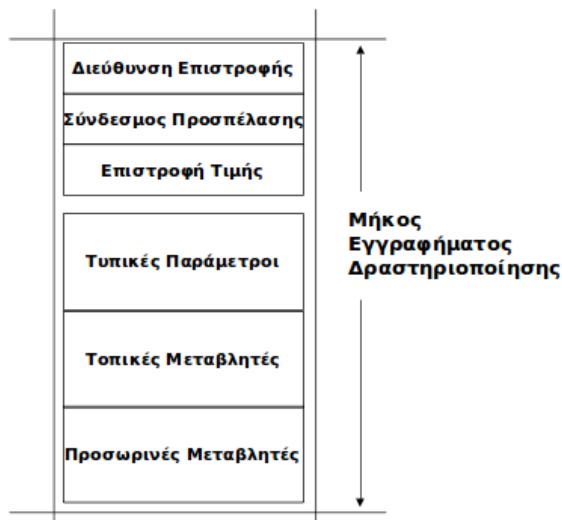 Διεύθυνση Επιστροφής
Σύνδεσμος Προσπέλασης
Επιστροφή Τιμής
Τυπικές Παράμετροι
Τοπικές Μεταβλητές
Προσωρινές Μεταβλητές
Μήκος
Εγγραφήματος
Δραστηριοποίησης